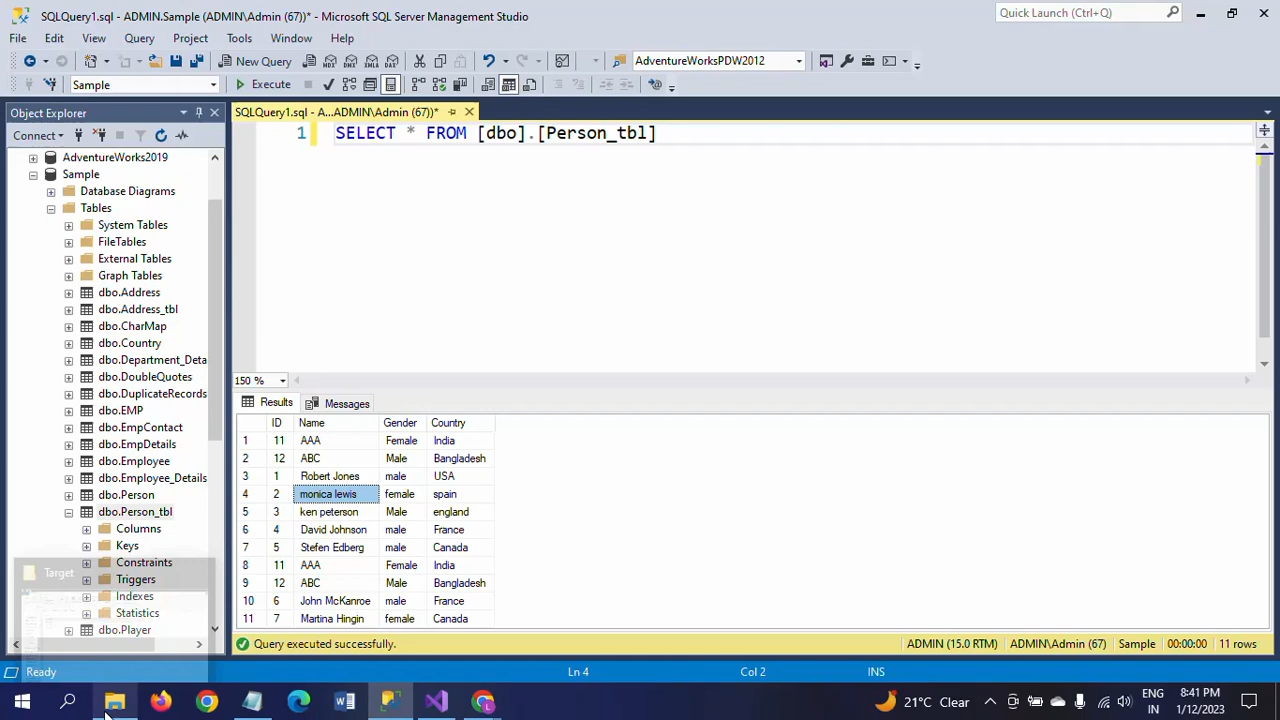 SQLQuery1.sql - ADMIN.Sample (ADMIN\Admin (67))* - Microsoft SQL Server Management Studio
Quick Launch (Ctrl+Q)
File Edit View Query Project Tools Window Help
New Query MDX DMX XMLA DAX AdventureWorksPDW2012
Sample Execute
Object Explorer
SQLQuery1.sql - A...ADMIN\Admin (67))*
Connect
1 SELECT * FROM [dbo].[Person_tbl]
AdventureWorks2019
Sample
Database Diagrams
Tables
System Tables
FileTables
External Tables
Graph Tables
dbo.Address
dbo.Address_tbl
dbo.CharMap
dbo.Country
dbo.Department_Deta
dbo.DoubleQuotes
dbo.DuplicateRecords
dbo.EMP
dbo.EmpContact
dbo.EmpDetails
dbo.Employee
dbo.Employee_Details
dbo.Person
dbo.Person_tbl
Columns
Keys
Constraints
Triggers
Indexes
Statistics
dbo.Player
Target
150 %
Results Messages
ID Name Gender Country
1 11 AAA Female India
2 12 ABC Male Bangladesh
3 1 Robert Jones male USA
4 2 monica lewis female spain
5 3 ken peterson Male england
6 4 David Johnson male France
7 5 Stefen Edberg male Canada
8 11 AAA Female India
9 12 ABC Male Bangladesh
10 6 John McKanroe male France
11 7 Martina Hingin female Canada
Query executed successfully. ADMIN (15.0 RTM) ADMIN\Admin (67) Sample 00:00:00 11 rows
Ready Ln 4 Col 2 INS
21°C Clear ENG IN 8:41 PM 1/12/2023